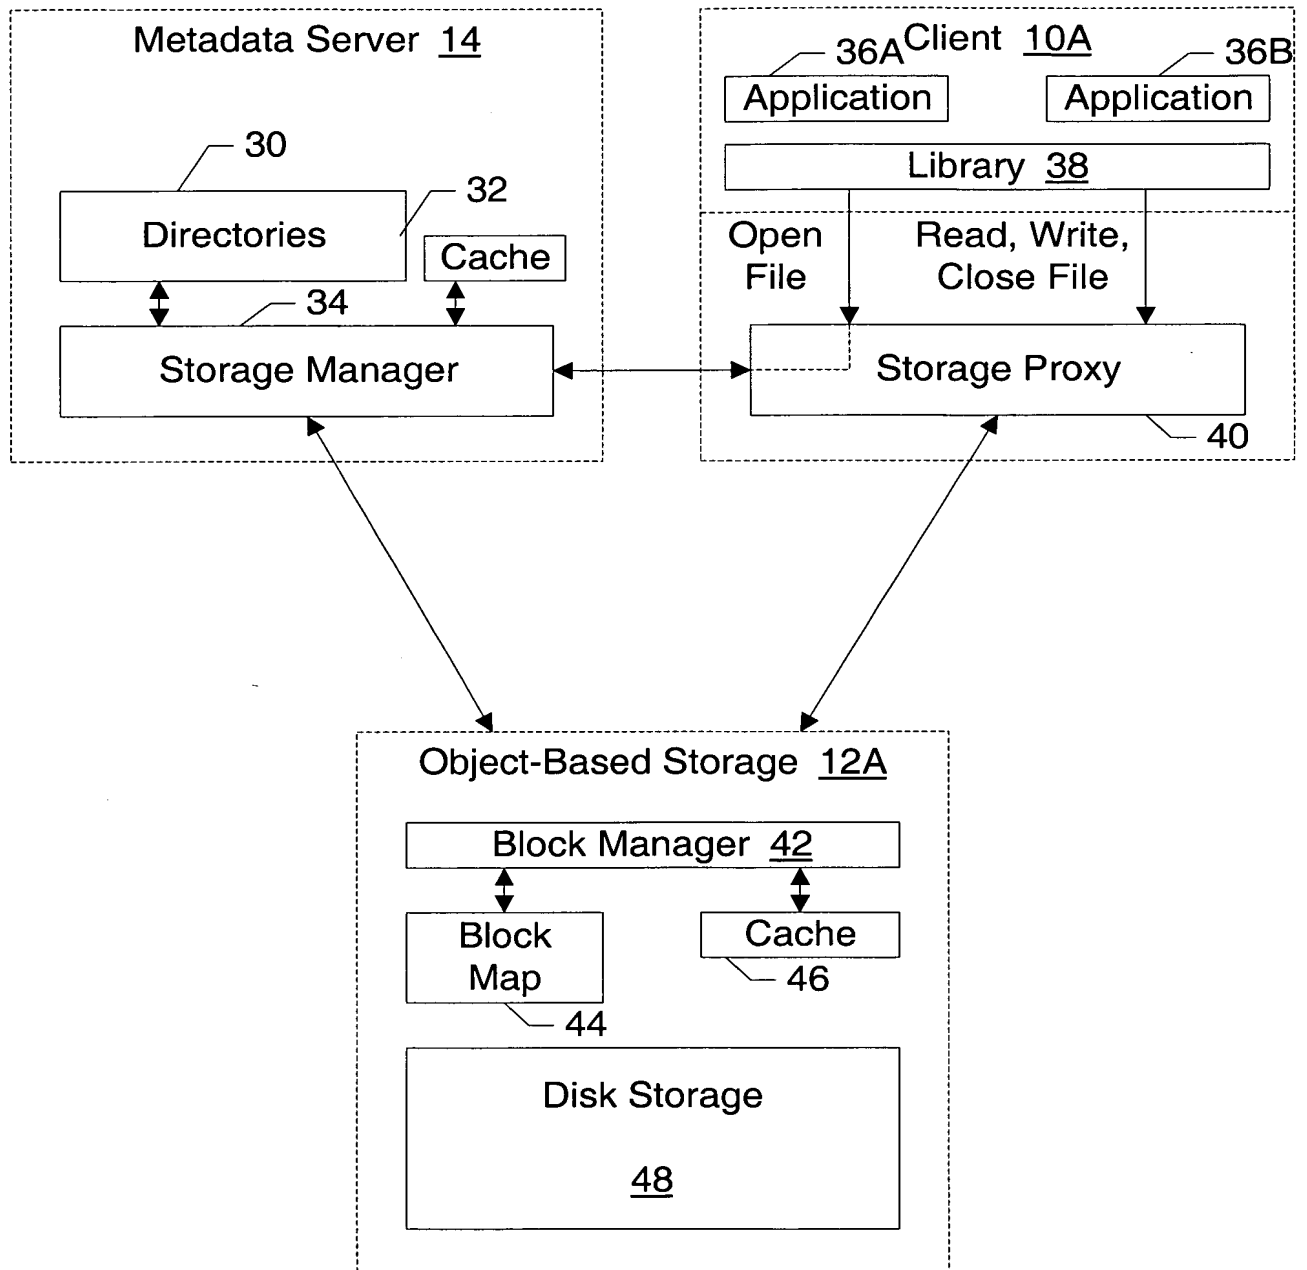 Metadata Server 14
30
32
Directories
Cache
34
Storage Manager
Client 10A
36A
36B
Application
Application
Library 38
Open
File
Read, Write,
Close File
Storage Proxy
40
Object-Based Storage 12A
Block Manager 42
Block
Map
44
Cache
46
Disk Storage
48